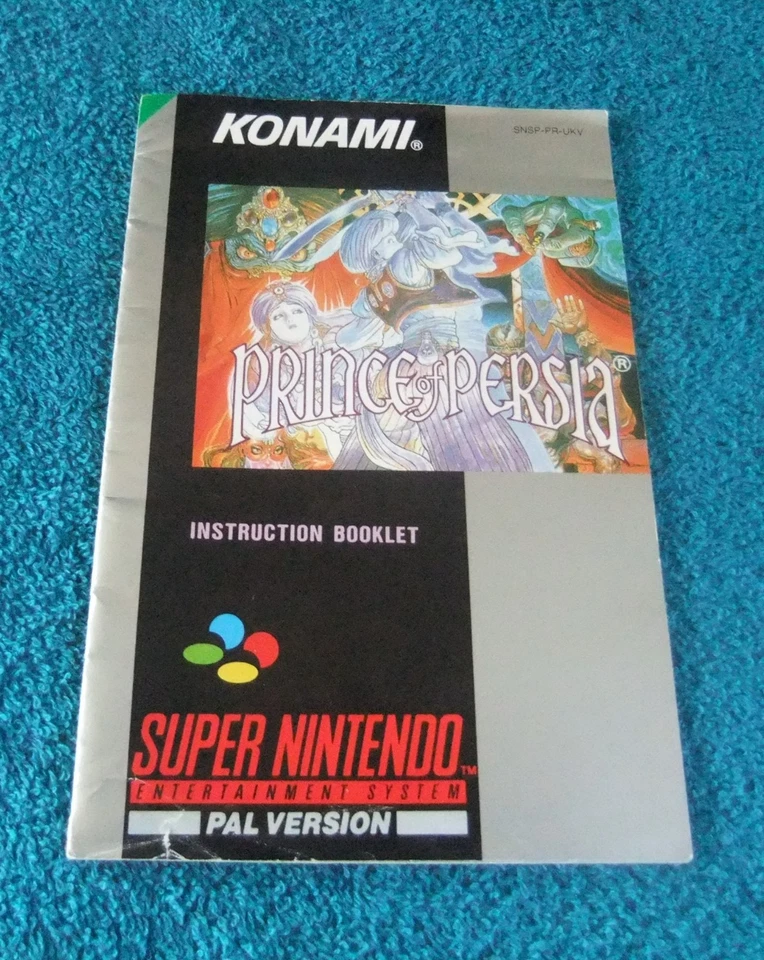 KONAMI®
SNSP-PR-UKV
PRINCE of PERSIA®
INSTRUCTION BOOKLET
SUPER NINTENDO™
ENTERTAINMENT SYSTEM
PAL VERSION